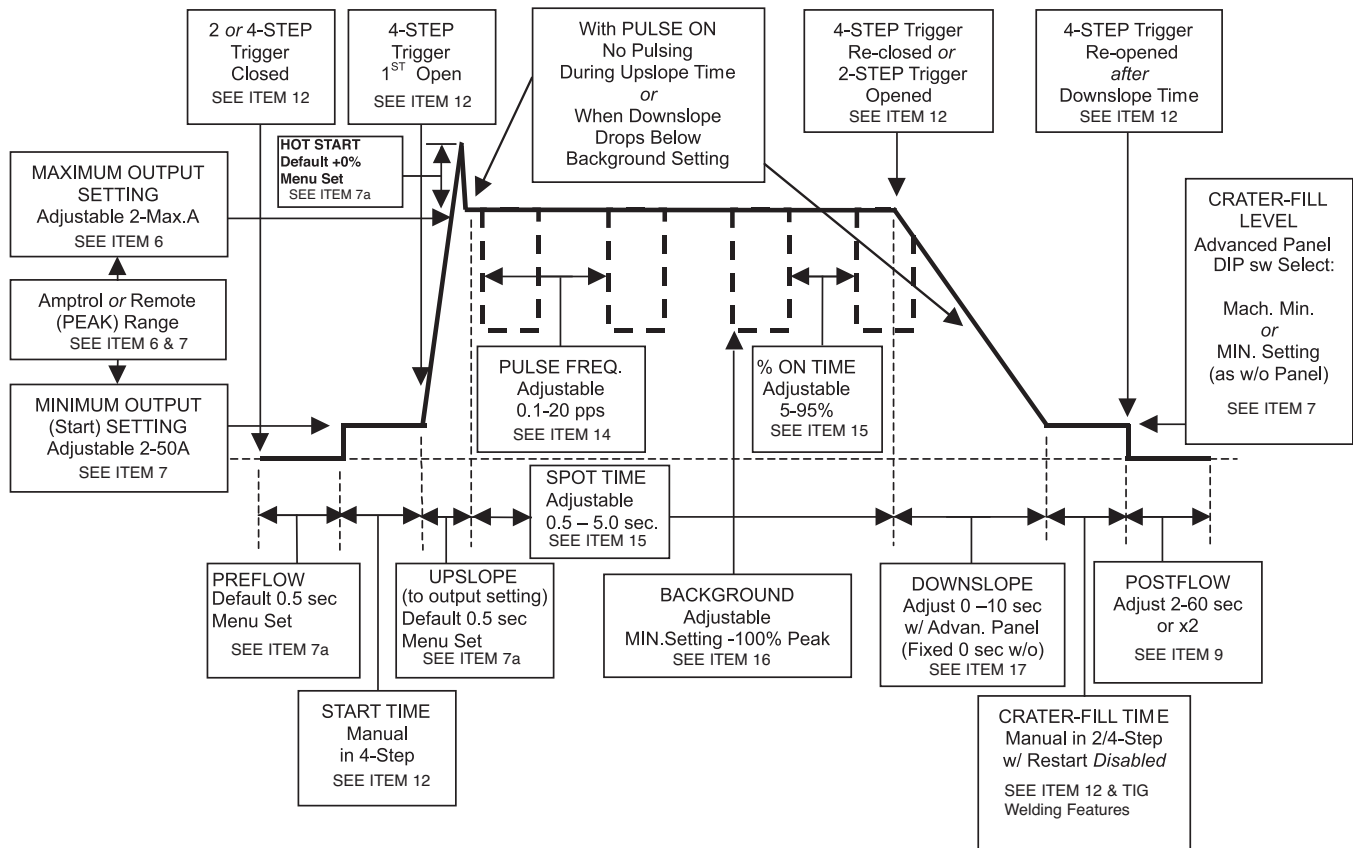 2 or 4-STEP
Trigger
Closed
SEE ITEM 12
4-STEP
Trigger
1ST Open
SEE ITEM 12
With PULSE ON
No Pulsing
During Upslope Time
or
When Downslope
Drops Below
Background Setting
4-STEP Trigger
Re-closed or
2-STEP Trigger
Opened
SEE ITEM 12
4-STEP Trigger
Re-opened
after
Downslope Time
SEE ITEM 12
HOT START
Default +0%
Menu Set
SEE ITEM 7a
MAXIMUM OUTPUT
SETTING
Adjustable 2-Max.A
SEE ITEM 6
Amptrol or Remote
(PEAK) Range
SEE ITEM 6 & 7
MINIMUM OUTPUT
(Start) SETTING
Adjustable 2-50A
SEE ITEM 7
CRATER-FILL
LEVEL
Advanced Panel
DIP sw Select:
Mach. Min.
or
MIN. Setting
(as w/o Panel)
SEE ITEM 7
PULSE FREQ.
Adjustable
0.1-20 pps
SEE ITEM 14
% ON TIME
Adjustable
5-95%
SEE ITEM 15
SPOT TIME
Adjustable
0.5 – 5.0 sec.
SEE ITEM 15
PREFLOW
Default 0.5 sec
Menu Set
SEE ITEM 7a
UPSLOPE
(to output setting)
Default 0.5 sec
Menu Set
SEE ITEM 7a
BACKGROUND
Adjustable
MIN.Setting -100% Peak
SEE ITEM 16
DOWNSLOPE
Adjust 0 –10 sec
w/ Advan. Panel
(Fixed 0 sec w/o)
SEE ITEM 17
POSTFLOW
Adjust 2-60 sec
or x2
SEE ITEM 9
START TIME
Manual
in 4-Step
SEE ITEM 12
CRATER-FILL TIME
Manual in 2/4-Step
w/ Restart Disabled
SEE ITEM 12 & TIG
Welding Features